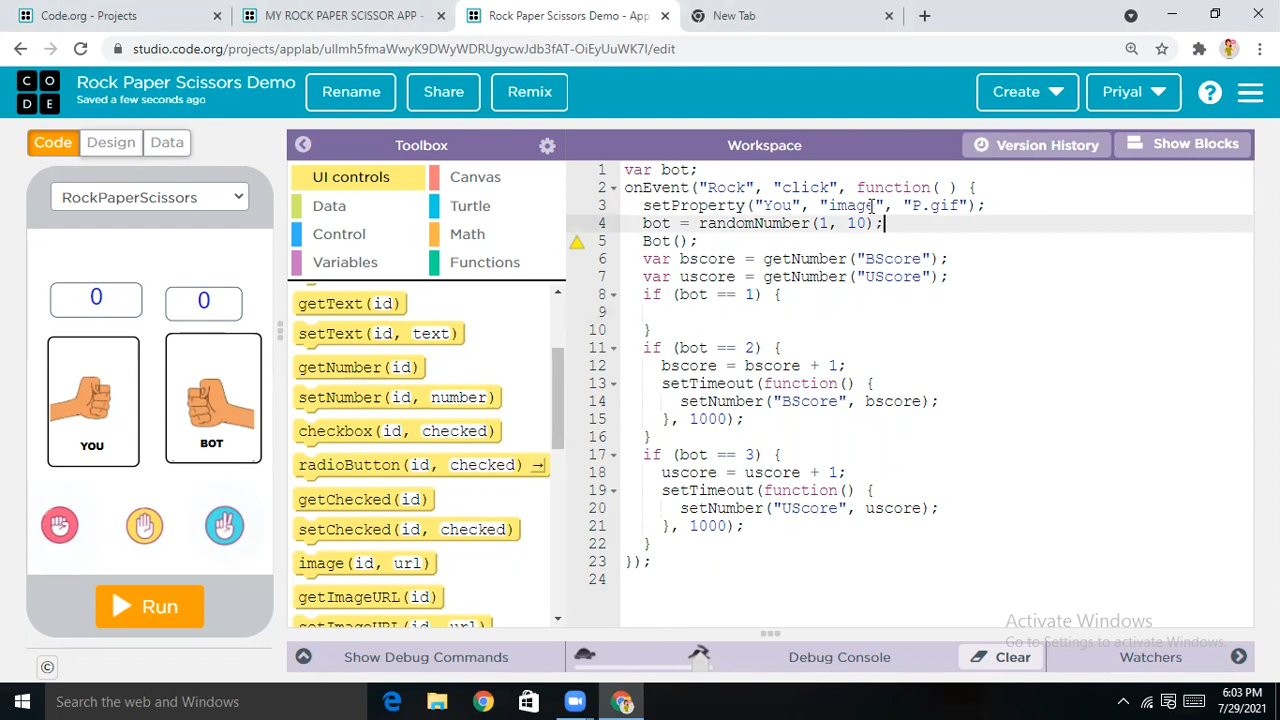 Code.org - Projects
MY ROCK PAPER SCISSOR APP -
Rock Paper Scissors Demo - App
New Tab
studio.code.org/projects/applab/ullmh5fmaWwyK9DWyWDRUgycwJdb3fAT-OiEyUuWK7I/edit
CODE
Rock Paper Scissors Demo
Saved a few seconds ago
Rename
Share
Remix
Create
Priyal
?
Code
Design
Data
Toolbox
Workspace
Version History
Show Blocks
RockPaperScissors
0
0
YOU
BOT
Run
©
UI controls
Canvas
Data
Turtle
Control
Math
Variables
Functions
getText(id)
setText(id, text)
getNumber(id)
setNumber(id, number)
checkbox(id, checked)
radioButton(id, checked)
getChecked(id)
setChecked(id, checked)
image(id, url)
getImageURL(id)
1 var bot;
2 onEvent("Rock", "click", function( ) {
3 setProperty("You", "image", "P.gif");
4 bot = randomNumber(1, 10);
5 Bot();
6 var bscore = getNumber("BScore");
7 var uscore = getNumber("UScore");
8 if (bot == 1) {
9
10 }
11 if (bot == 2) {
12 bscore = bscore + 1;
13 setTimeout(function() {
14 setNumber("BScore", bscore);
15 }, 1000);
16 }
17 if (bot == 3) {
18 uscore = uscore + 1;
19 setTimeout(function() {
20 setNumber("UScore", uscore);
21 }, 1000);
22 }
23 });
24
Activate Windows
Go to Settings to activate Windows.
Show Debug Commands
Debug Console
Clear
Watchers
Type here to search
6:03 PM
7/29/2021